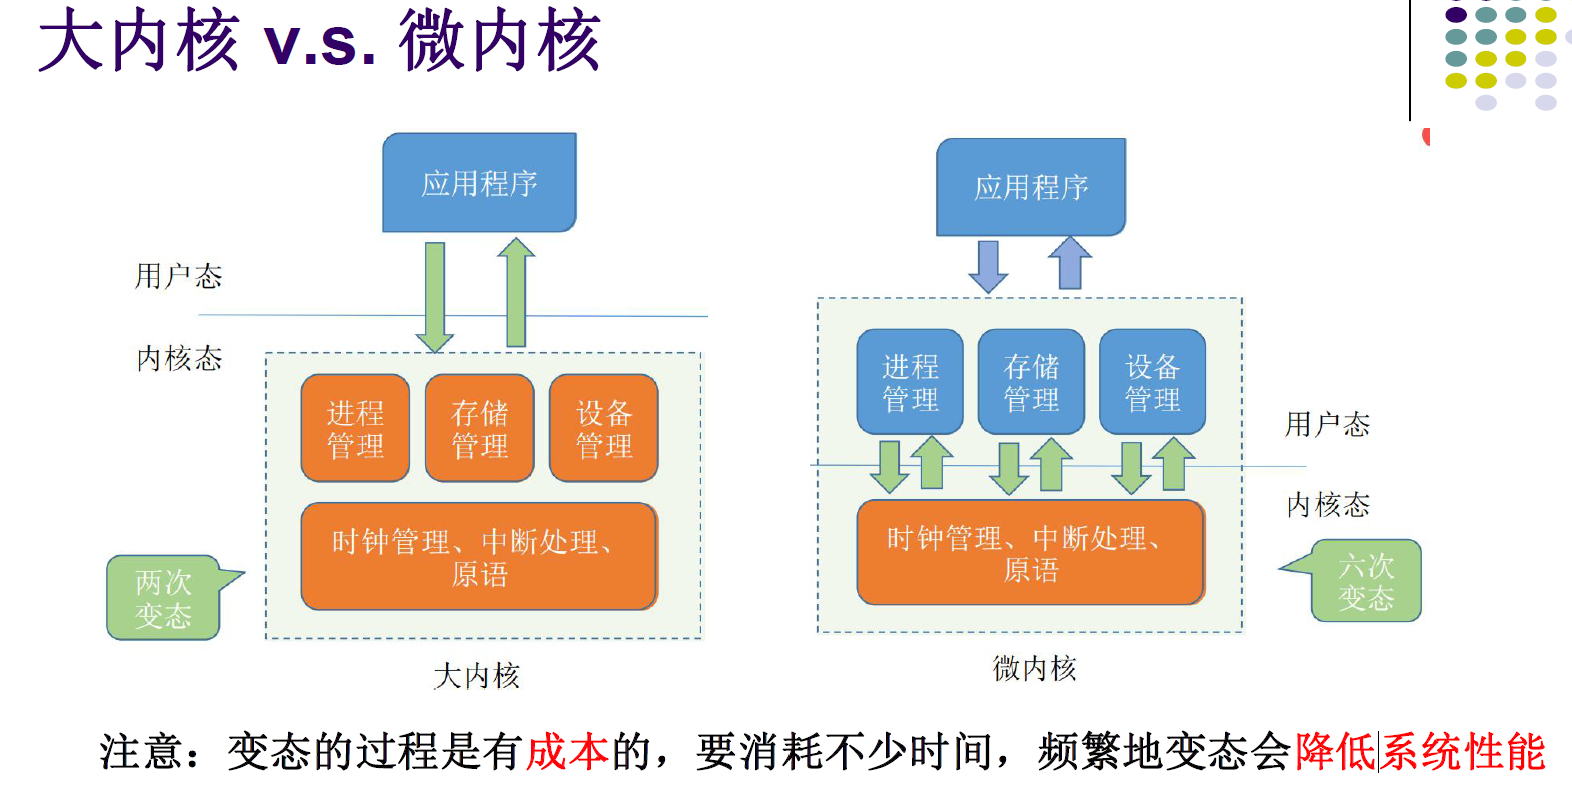 大内核 v.s. 微内核
应用程序
用户态
内核态
进程
管理
存储
管理
设备
管理
时钟管理、中断处理、
原语
两次
变态
大内核
应用程序
进程
管理
存储
管理
设备
管理
用户态
内核态
时钟管理、中断处理、
原语
六次
变态
微内核
注意：变态的过程是有成本的，要消耗不少时间，频繁地变态会降低系统性能